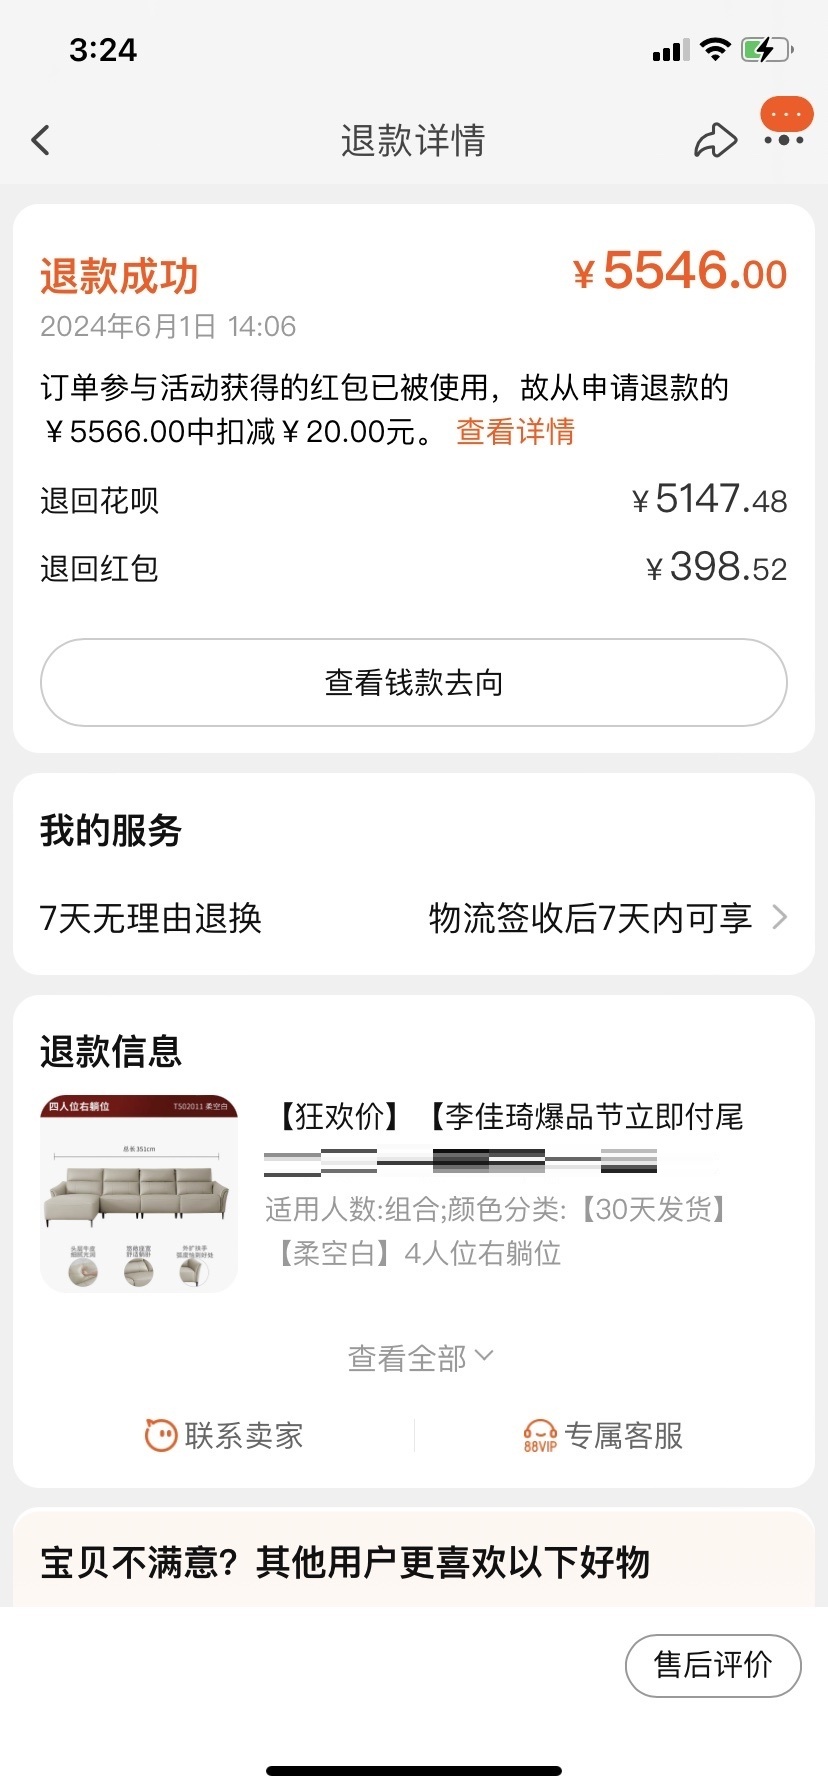 3:24
退款详情
退款成功
¥5546.00
2024年6月1日 14:06
订单参与活动获得的红包已被使用，故从申请退款的
¥5566.00中扣减¥20.00元。 查看详情
退回花呗
¥5147.48
退回红包
¥398.52
查看钱款去向
我的服务
7天无理由退换
物流签收后7天内可享
退款信息
四人位右躺位
TS02011 柔空白
总长351cm
【狂欢价】【李佳琦爆品节立即付尾
适用人数:组合;颜色分类:【30天发货】
【柔空白】4人位右躺位
查看全部
联系卖家
88VIP 专属客服
宝贝不满意？其他用户更喜欢以下好物
售后评价